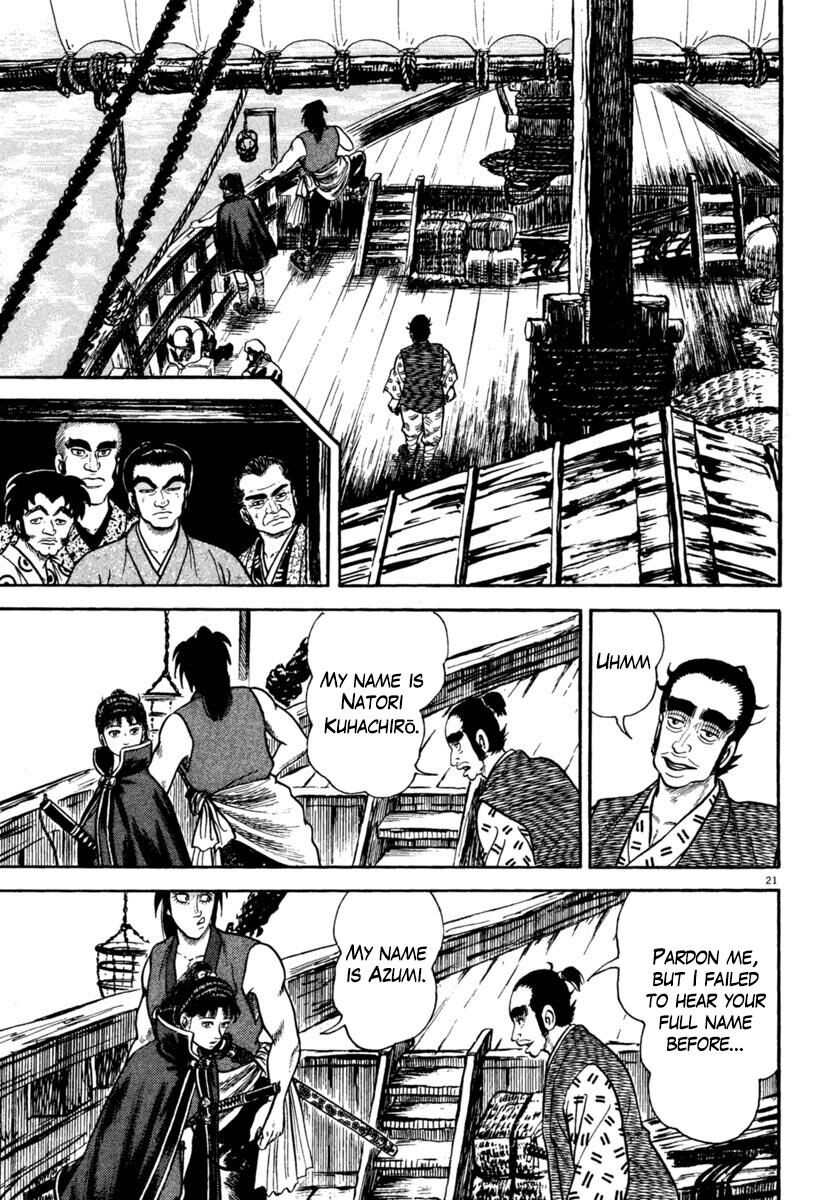 UHMM
MY NAME IS
NATORI
KUHACHIRŌ.
21
PARDON ME,
BUT I FAILED
TO HEAR YOUR
FULL NAME
BEFORE...
MY NAME
IS AZUMI.